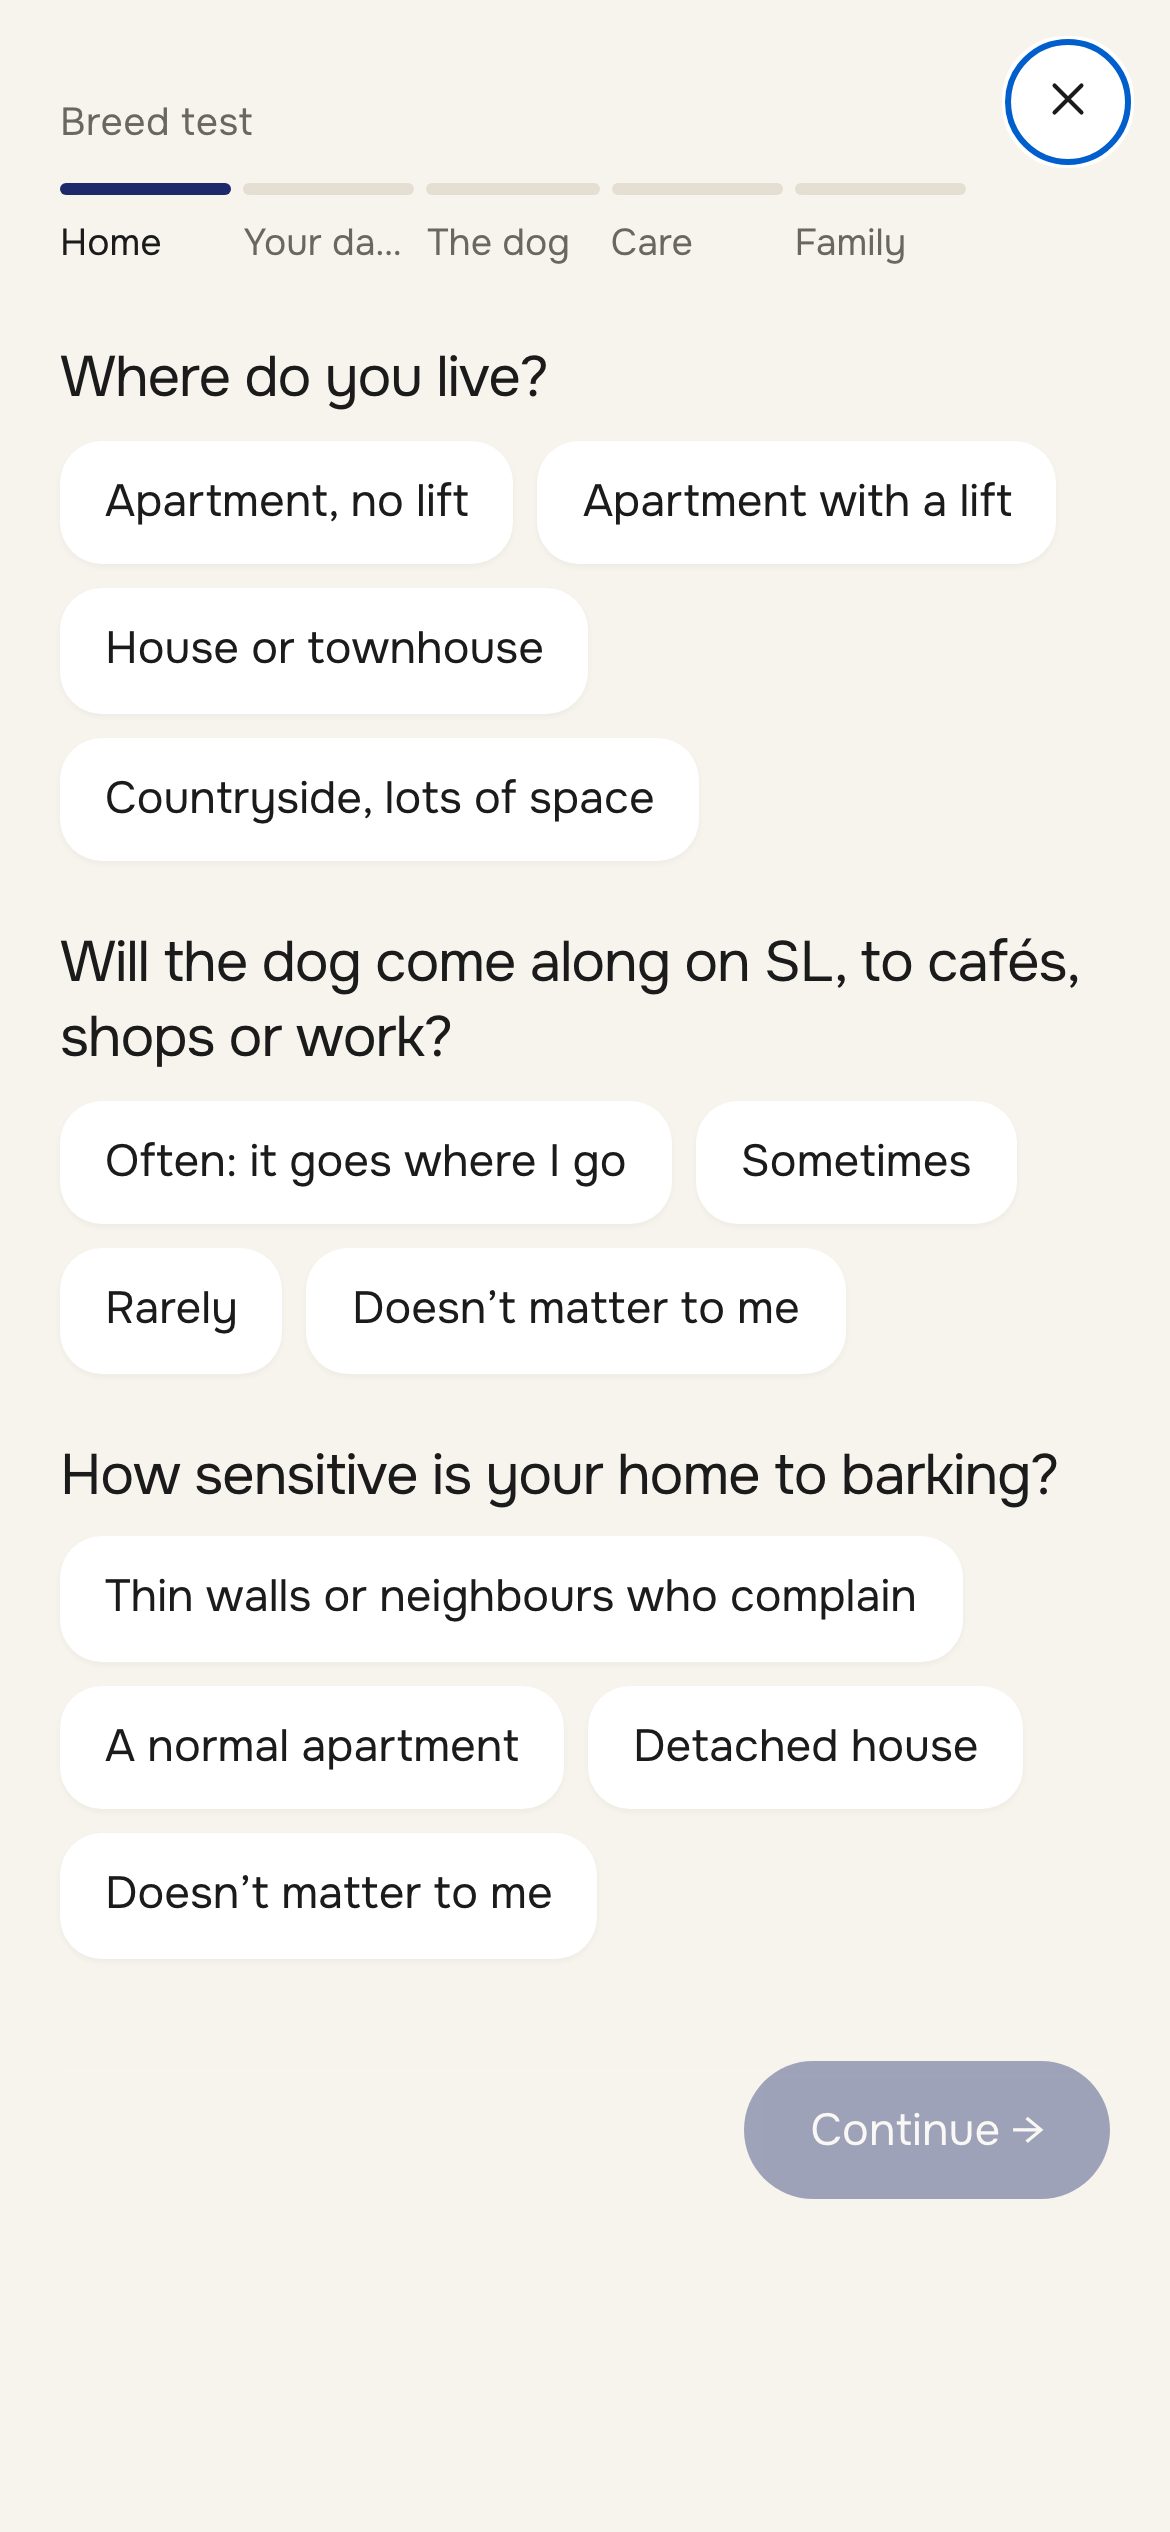 Breed test
Home
Your da...
The dog
Care
Family
Where do you live?
Apartment, no lift
Apartment with a lift
House or townhouse
Countryside, lots of space
Will the dog come along on SL, to cafés,
shops or work?
Often: it goes where I go
Sometimes
Rarely
Doesn’t matter to me
How sensitive is your home to barking?
Thin walls or neighbours who complain
A normal apartment
Detached house
Doesn’t matter to me
Continue →